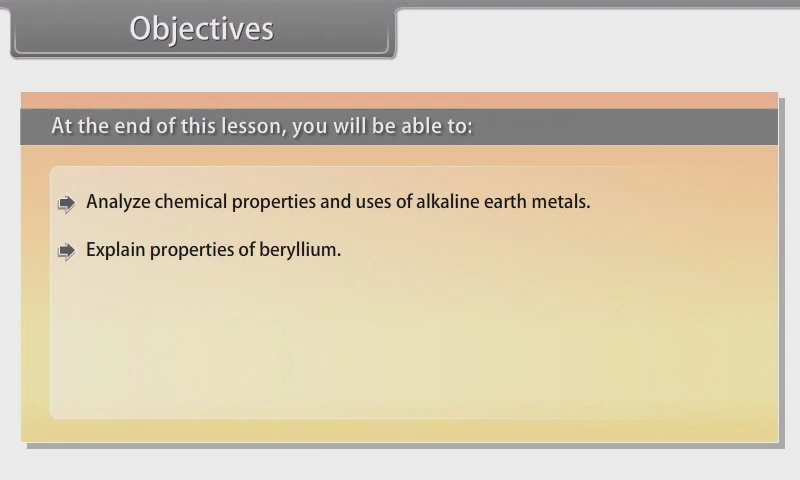 Objectives
At the end of this lesson, you will be able to:
Analyze chemical properties and uses of alkaline earth metals.
Explain properties of beryllium.